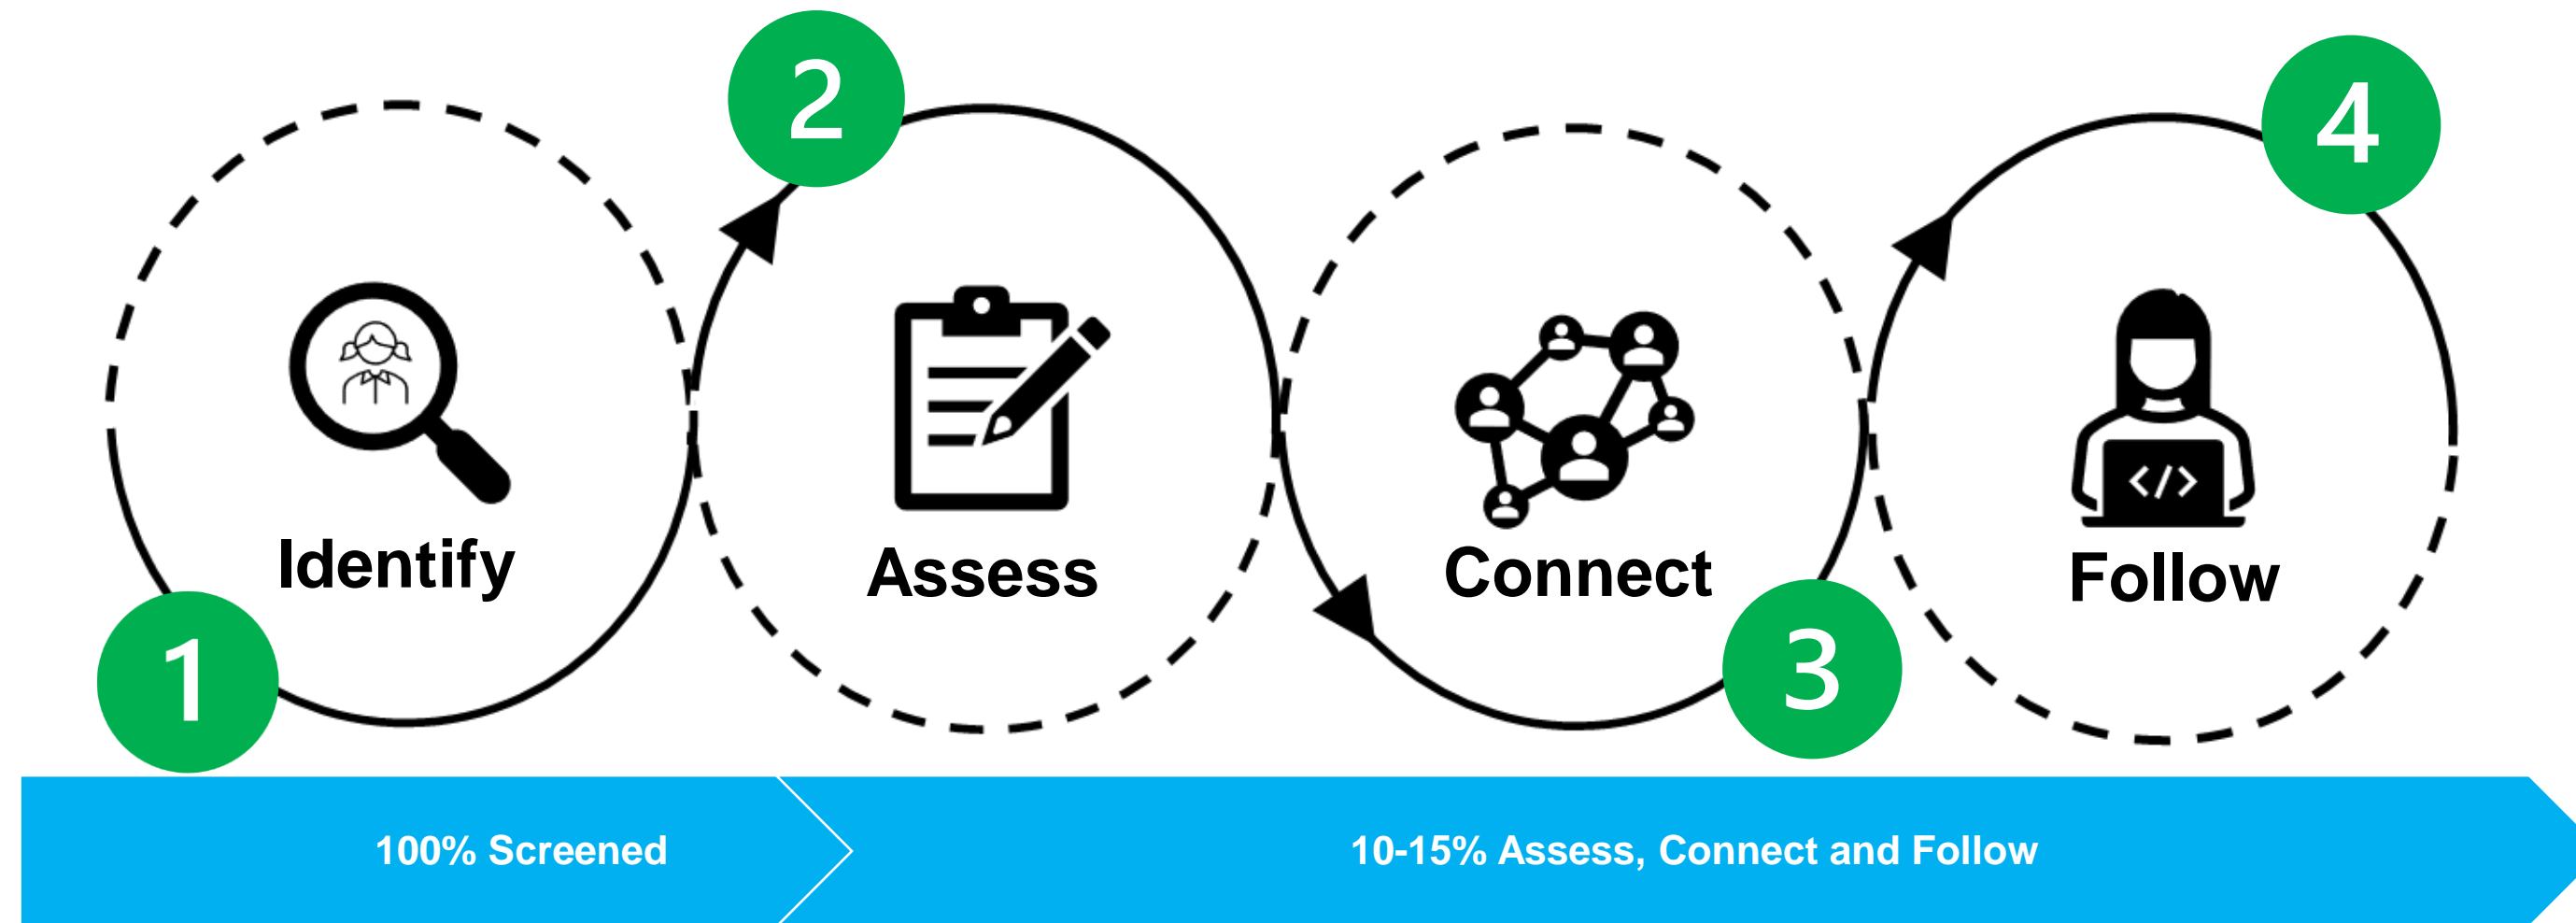 1
Identify
2
Assess
3
Connect
4
Follow
</>
100% Screened
10-15% Assess, Connect and Follow